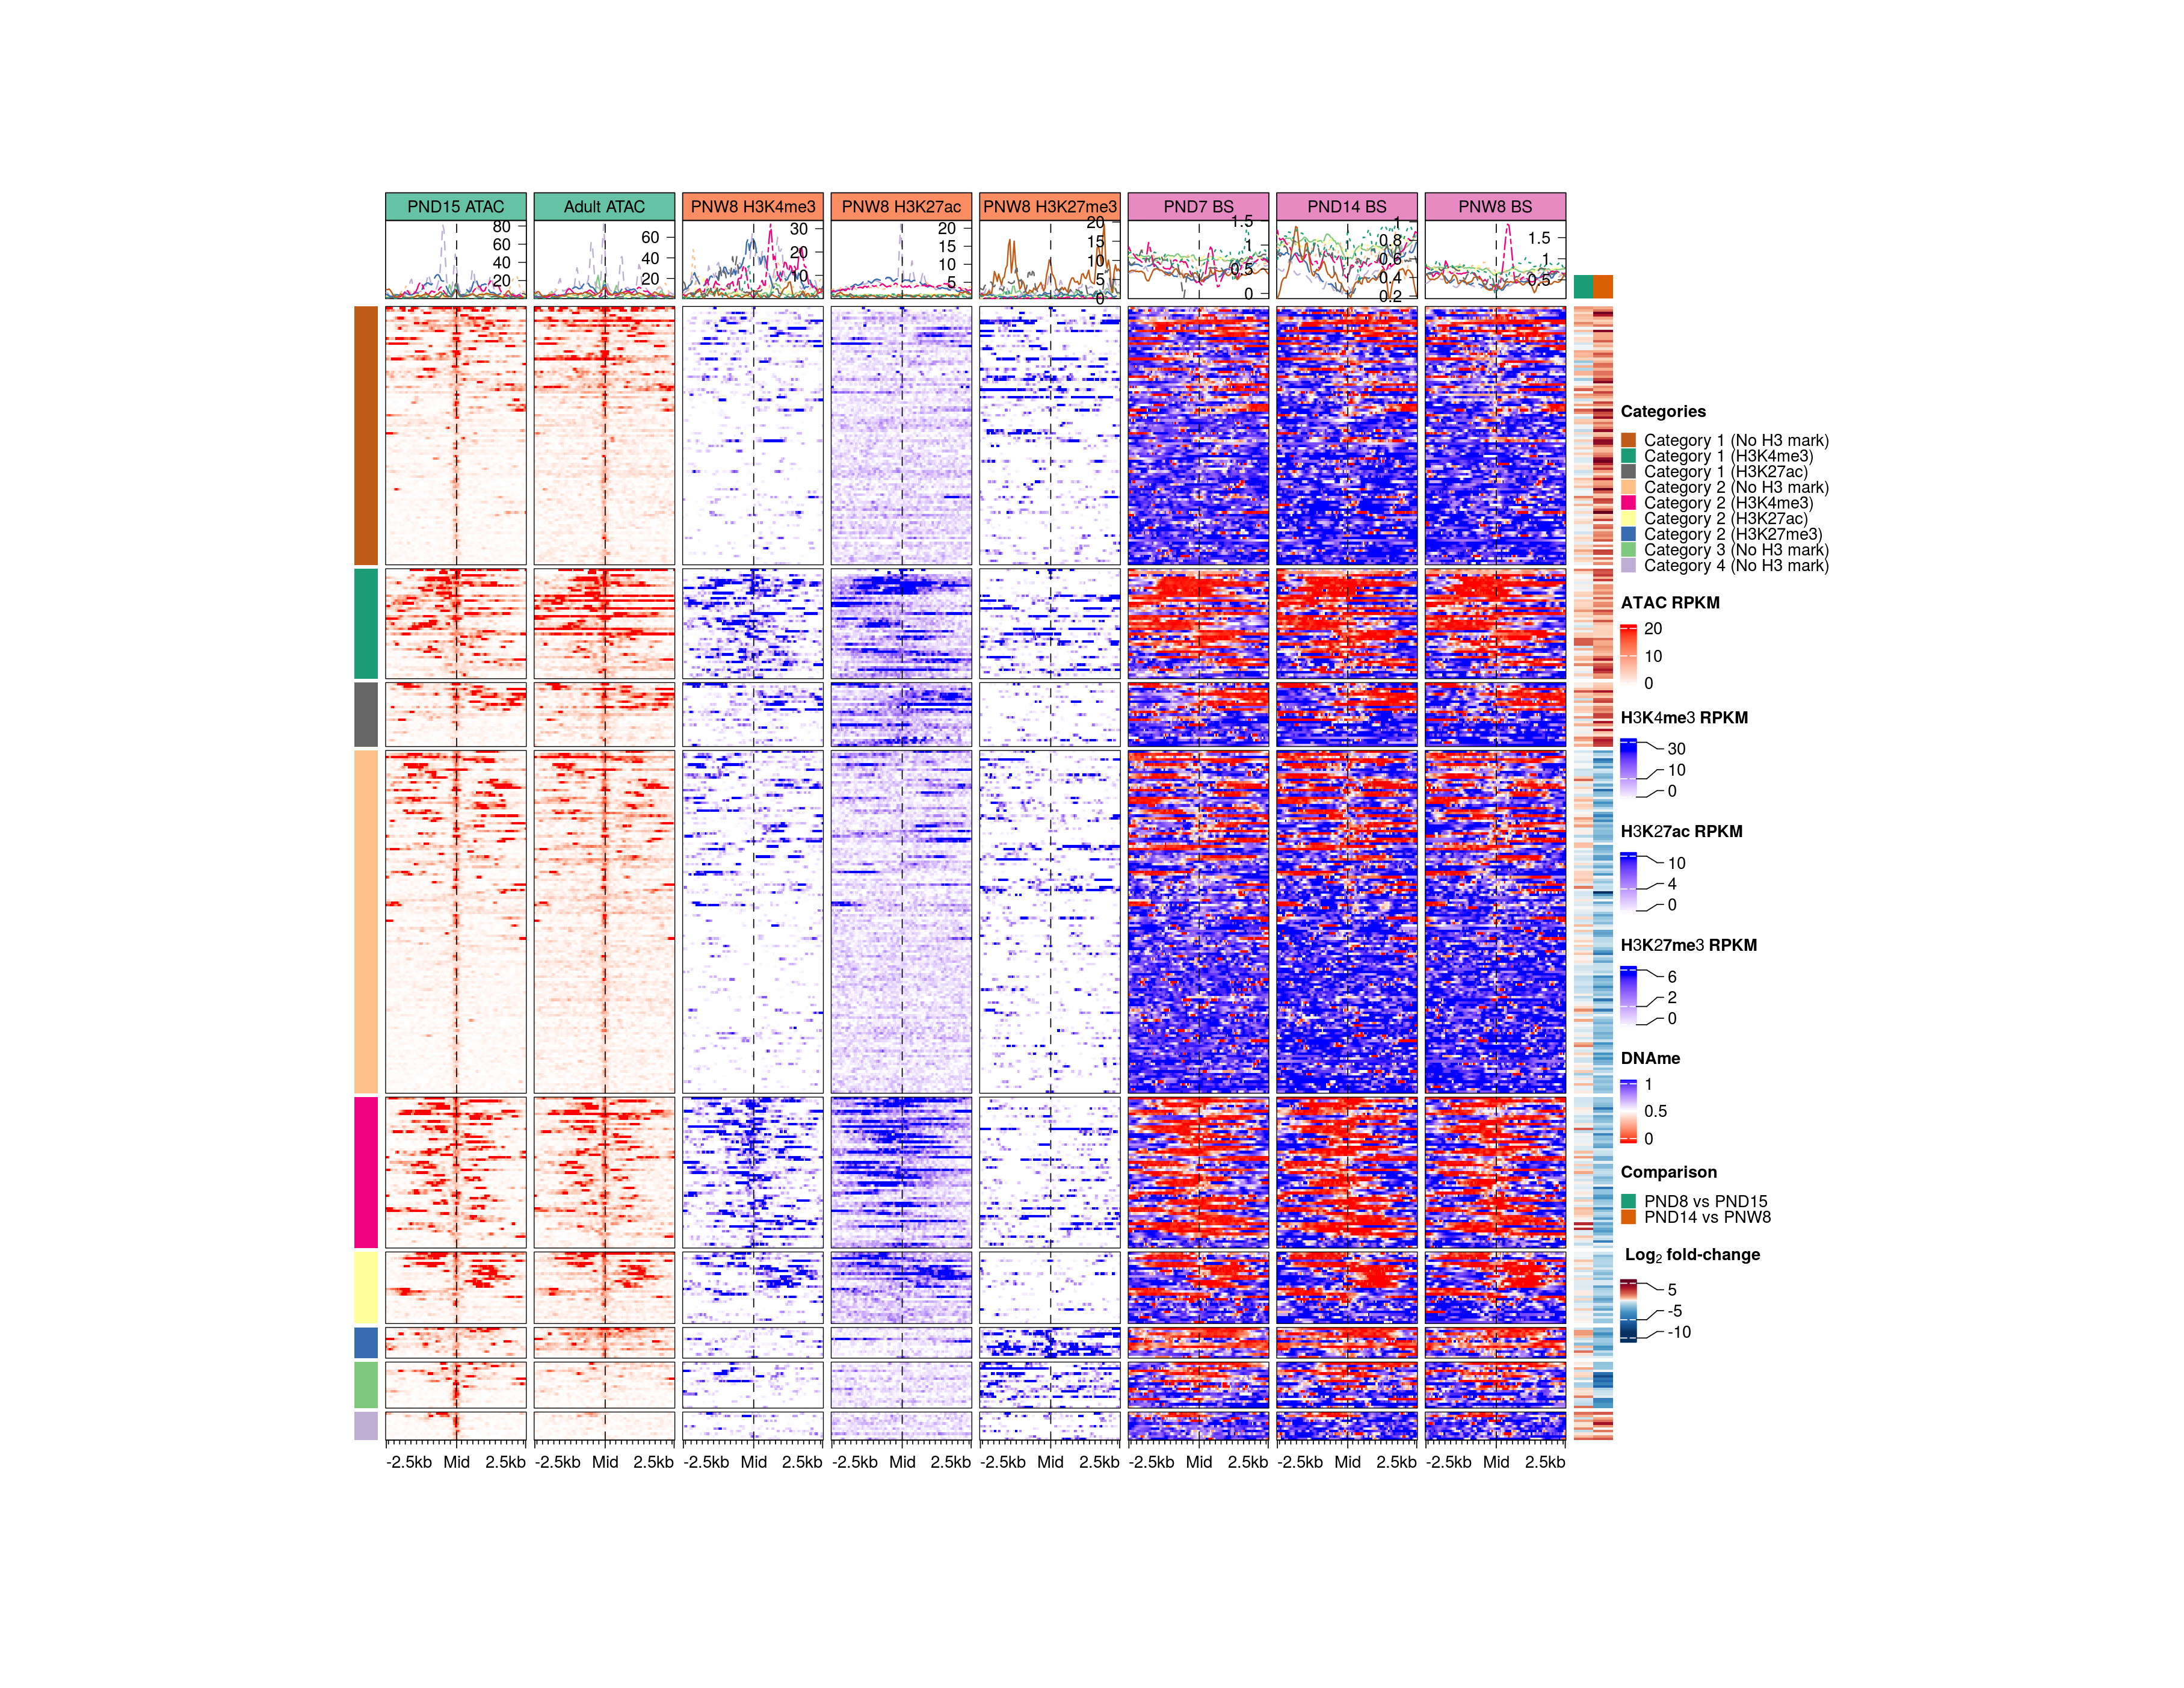 PND15 ATAC Adult ATAC PNW8 H3K4me3 PNW8 H3K27ac PNW8 H3K27me3 PND7 BS PND14 BS PNW8 BS
80
60
40
20
60
40
20
30
20
10
20
15
10
5
20
15
10
5
0
1.5
1
0.5
0
1
0.8
0.6
0.4
0.2
1.5
1
0.5
-2.5kb Mid 2.5kb -2.5kb Mid 2.5kb -2.5kb Mid 2.5kb -2.5kb Mid 2.5kb -2.5kb Mid 2.5kb -2.5kb Mid 2.5kb -2.5kb Mid 2.5kb -2.5kb Mid 2.5kb
Categories
Category 1 (No H3 mark)
Category 1 (H3K4me3)
Category 1 (H3K27ac)
Category 2 (No H3 mark)
Category 2 (H3K4me3)
Category 2 (H3K27ac)
Category 2 (H3K27me3)
Category 3 (No H3 mark)
Category 4 (No H3 mark)
ATAC RPKM
20
10
0
H3K4me3 RPKM
30
10
0
H3K27ac RPKM
10
4
0
H3K27me3 RPKM
6
2
0
DNAme
1
0.5
0
Comparison
PND8 vs PND15
PND14 vs PNW8
Log₂ fold-change
5
-5
-10